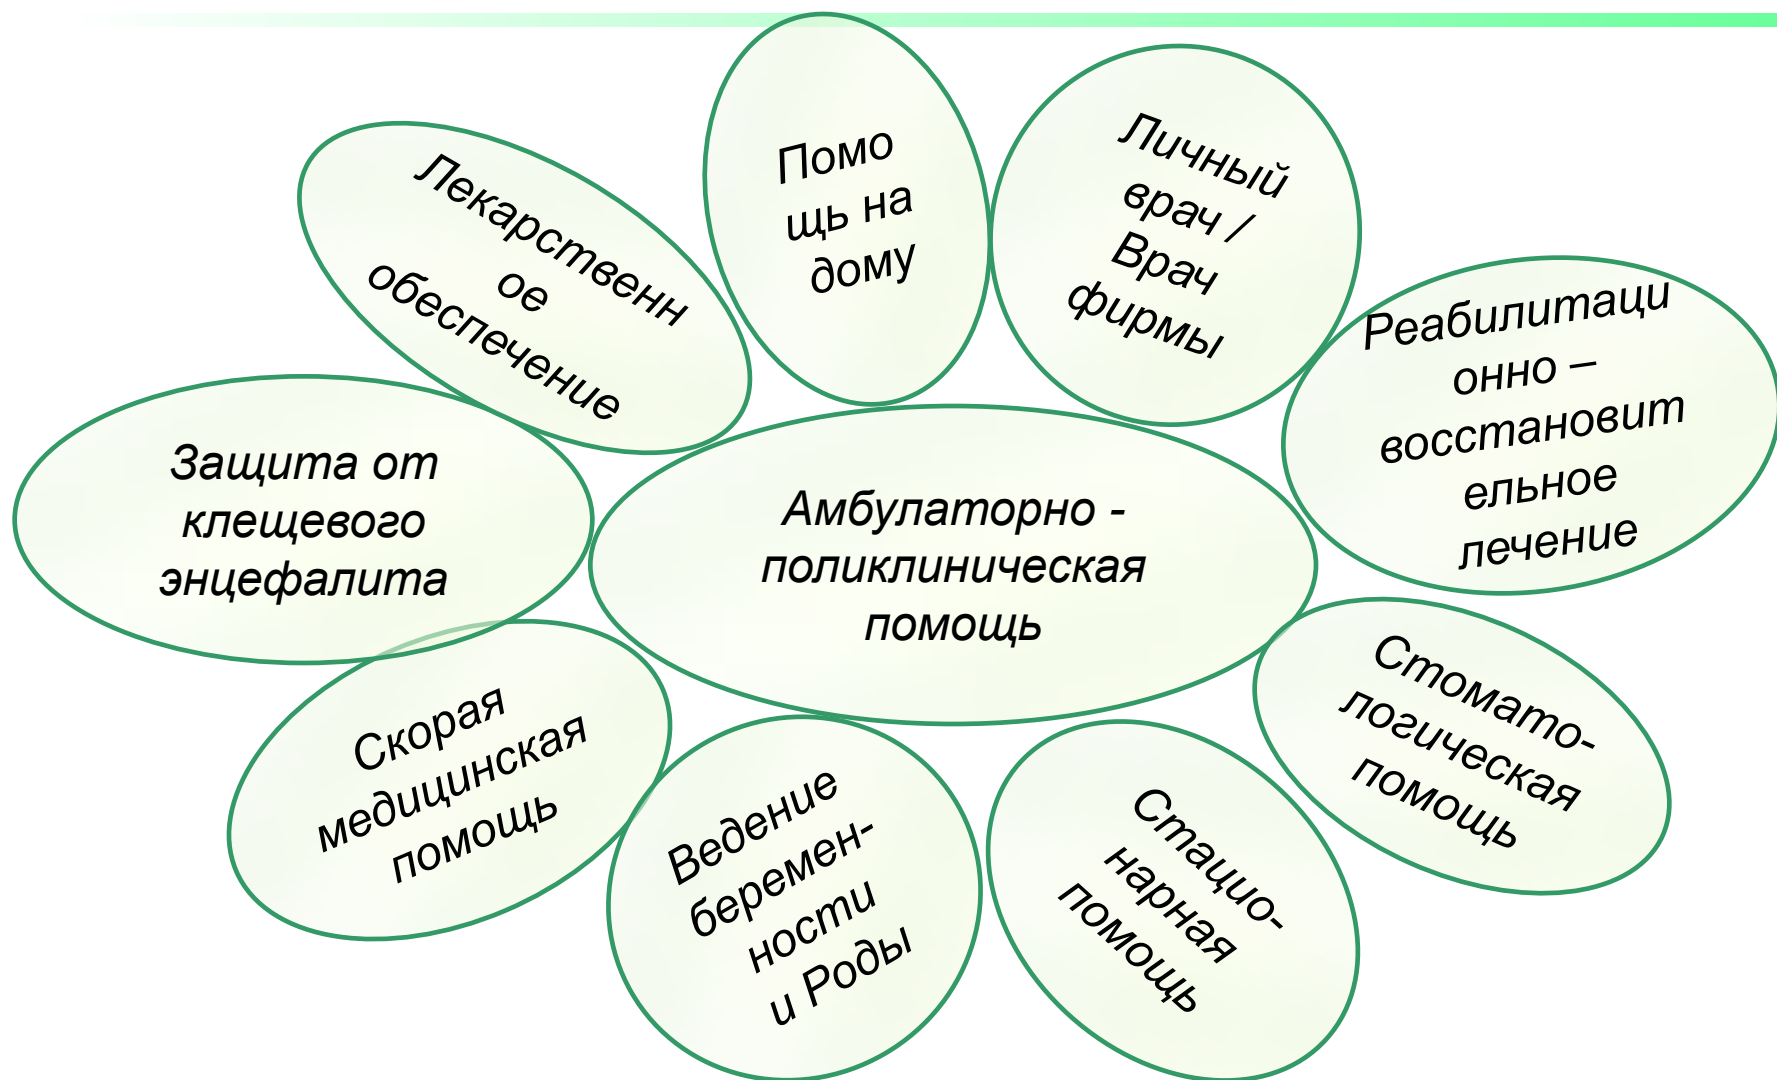 Помо
щь на
дому
Личный
врач /
Врач
фирмы
Лекарственн
ое
обеспечение
Реабилитаци
онно –
восстановит
ельное
лечение
Защита от
клещевого
энцефалита
Амбулаторно -
поликлиническая
помощь
Стомато-
логическая
помощь
Скорая
медицинская
помощь
Ведение
беремен-
ности
и Роды
Стацио-
нарная
помощь